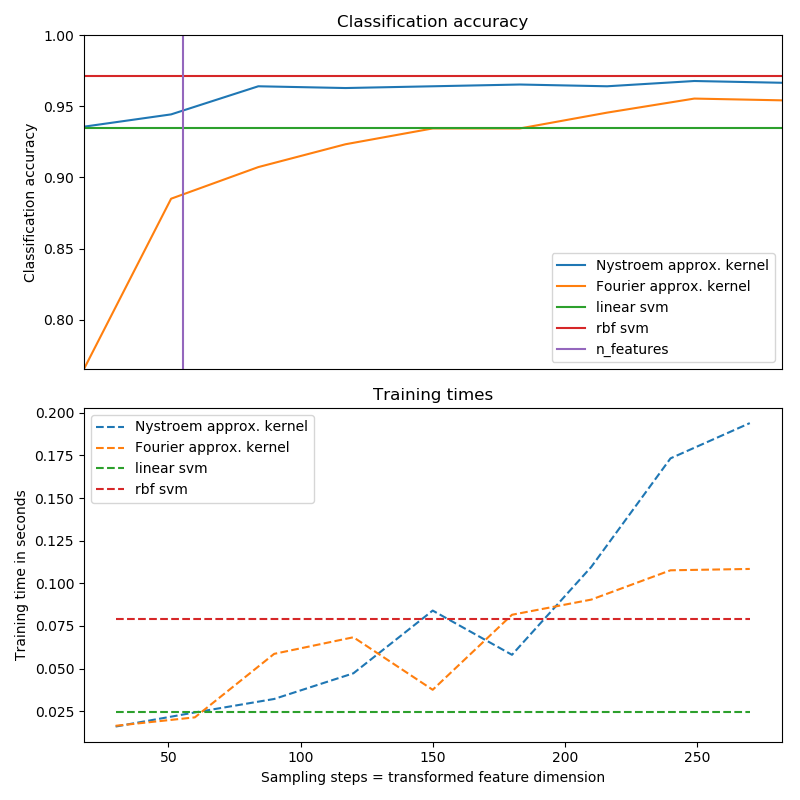 Classification accuracy
1.00
0.95
0.90
0.85
0.80
Classification accuracy
Nystroem approx. kernel
Fourier approx. kernel
linear svm
rbf svm
n_features
Training times
0.200
0.175
0.150
0.125
0.100
0.075
0.050
0.025
Training time in seconds
Nystroem approx. kernel
Fourier approx. kernel
linear svm
rbf svm
50 100 150 200 250
Sampling steps = transformed feature dimension